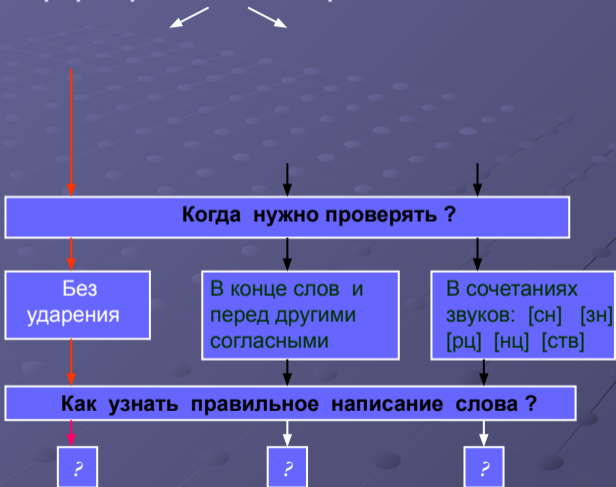 Когда нужно проверять ?
Без
ударения
В конце слов и
перед другими
согласными
В сочетаниях
звуков: [сн] [зн]
[рц] [нц] [ств]
Как узнать правильное написание слова ?
? ? ?